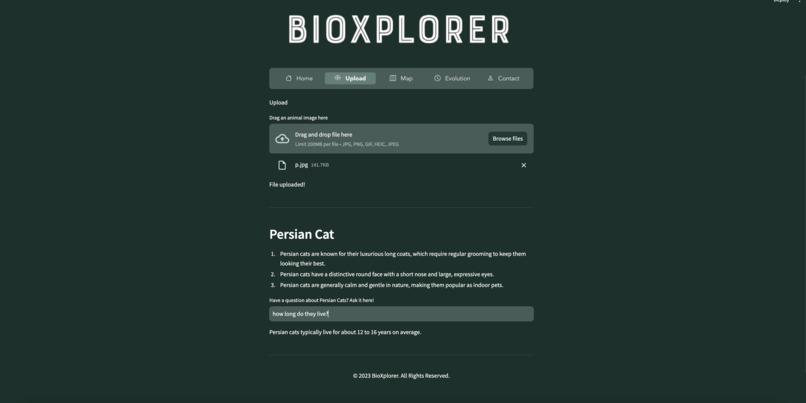 Deploy
BIOXPLORER
Home
Upload
Map
Evolution
Contact
Upload
Drag an animal image here
Drag and drop file here
Limit 200MB per file • JPG, PNG, GIF, HEIC, JPEG
Browse files
p.jpg 141.7KB
File uploaded!
Persian Cat
1. Persian cats are known for their luxurious long coats, which require regular grooming to keep them
looking their best.
2. Persian cats have a distinctive round face with a short nose and large, expressive eyes.
3. Persian cats are generally calm and gentle in nature, making them popular as indoor pets.
Have a question about Persian Cats? Ask it here!
how long do they live?
Persian cats typically live for about 12 to 16 years on average.
© 2023 BioXplorer. All Rights Reserved.